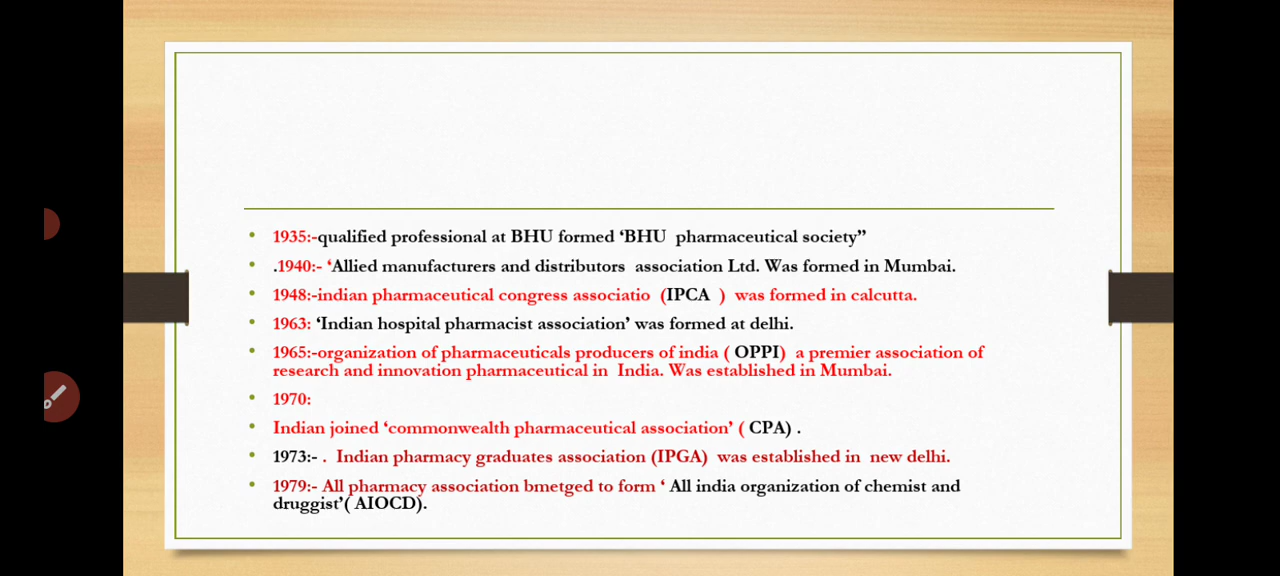 • 1935:-qualified professional at BHU formed ‘BHU pharmaceutical society”
• .1940:- ‘Allied manufacturers and distributors association Ltd. Was formed in Mumbai.
• 1948:-indian pharmaceutical congress associatio (IPCA ) was formed in calcutta.
• 1963: ‘Indian hospital pharmacist association’ was formed at delhi.
• 1965:-organization of pharmaceuticals producers of india ( OPPI) a premier association of
research and innovation pharmaceutical in India. Was established in Mumbai.
• 1970:
• Indian joined ‘commonwealth pharmaceutical association’ ( CPA) .
• 1973:- . Indian pharmacy graduates association (IPGA) was established in new delhi.
• 1979:- All pharmacy association bmetged to form ‘ All india organization of chemist and
druggist’( AIOCD).